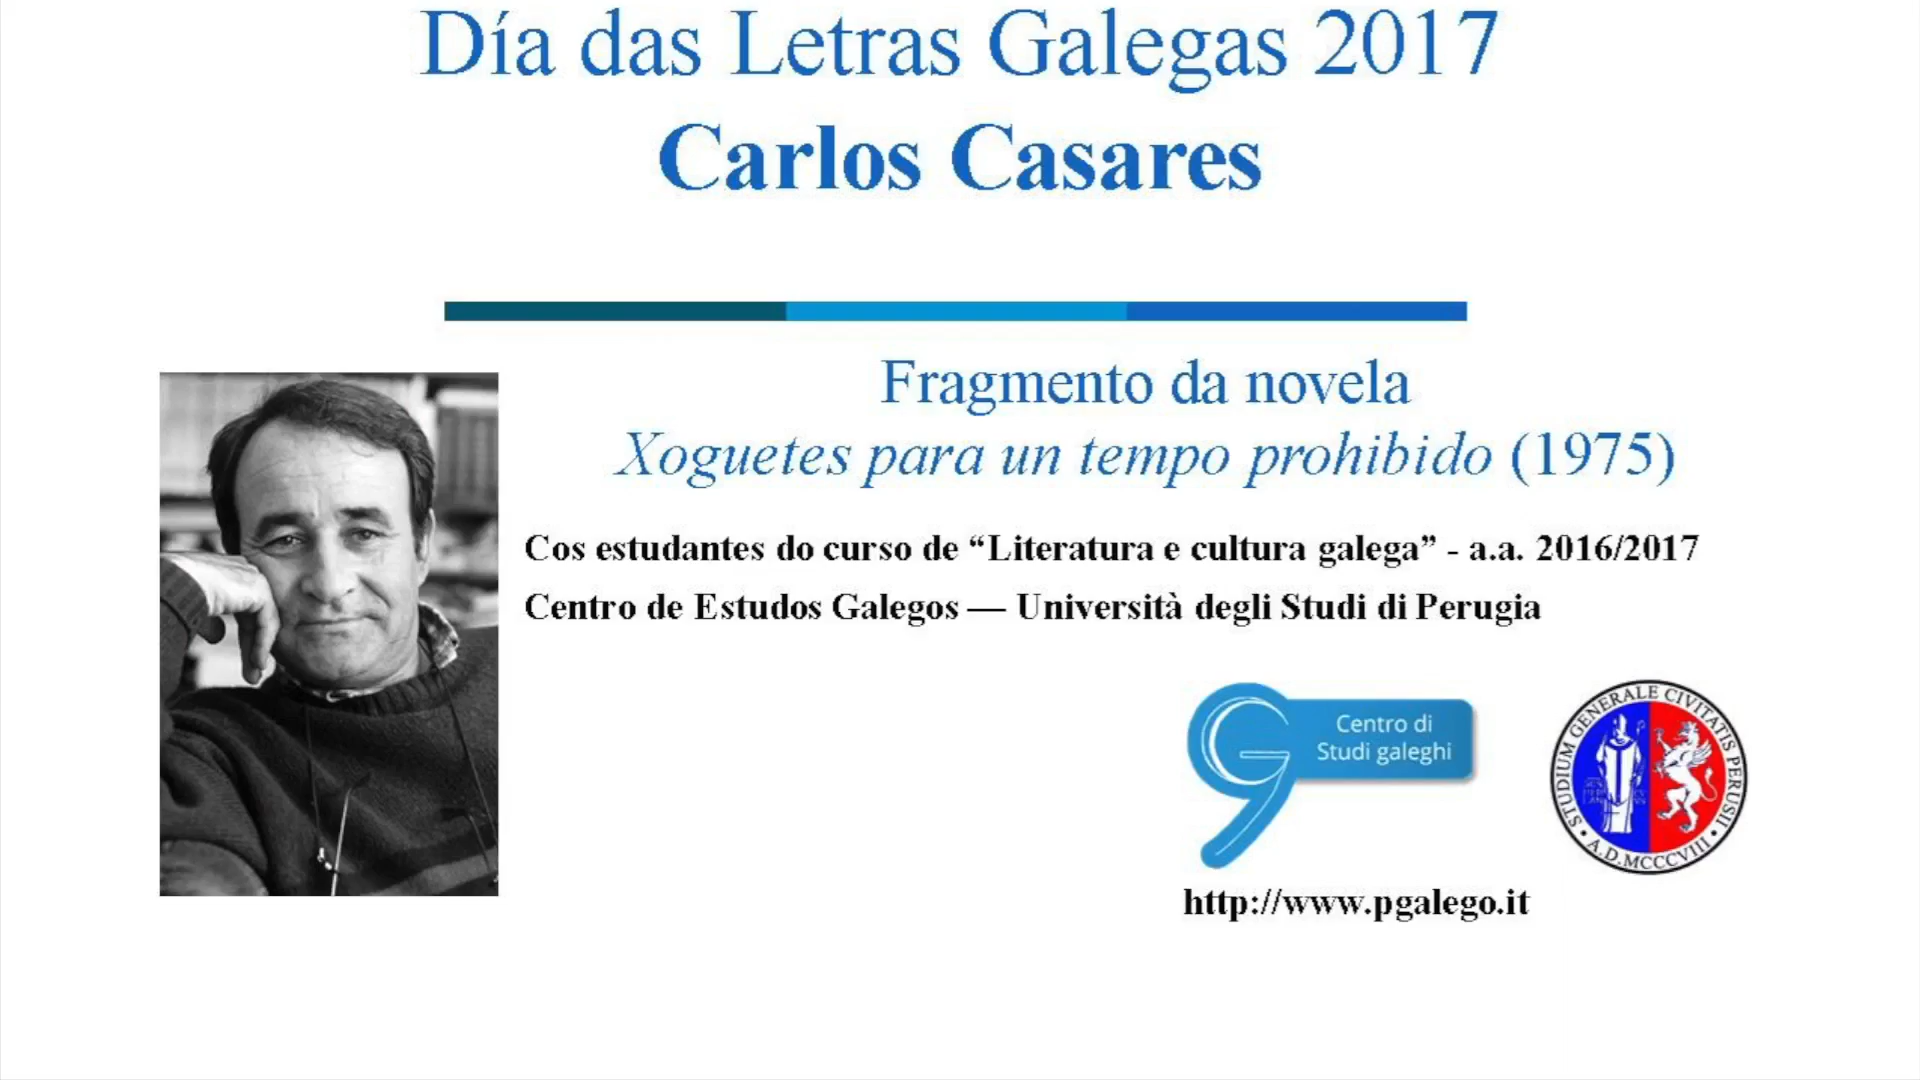 Día das Letras Galegas 2017
Carlos Casares
Fragmento da novela
Xoguetes para un tempo prohibido (1975)
Cos estudantes do curso de “Literatura e cultura galega” - a.a. 2016/2017
Centro de Estudos Galegos — Università degli Studi di Perugia
Centro di
Studi galeghi
STUDIUM GENERALE CIVITATIS PERUSII
A.D. MCCCVIII
http://www.pgalego.it